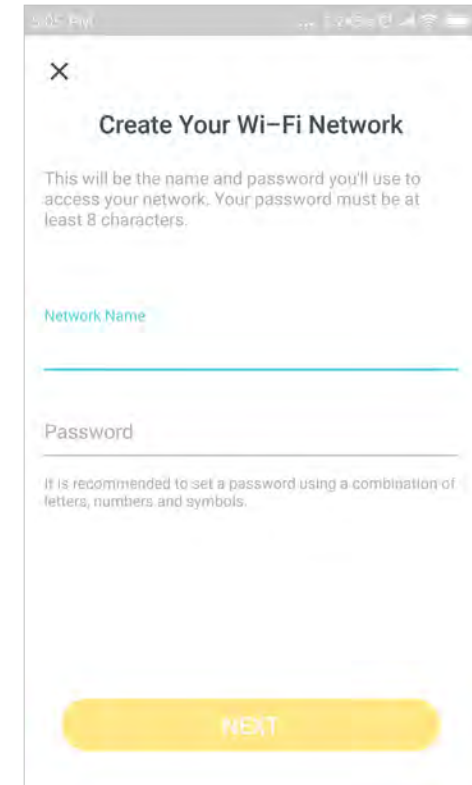 Create Your Wi-Fi Network
This will be the name and password you'll use to
access your network. Your password must be at
least 8 characters.
Network Name
Password
It is recommended to set a password using a combination of
letters, numbers and symbols.
NEXT